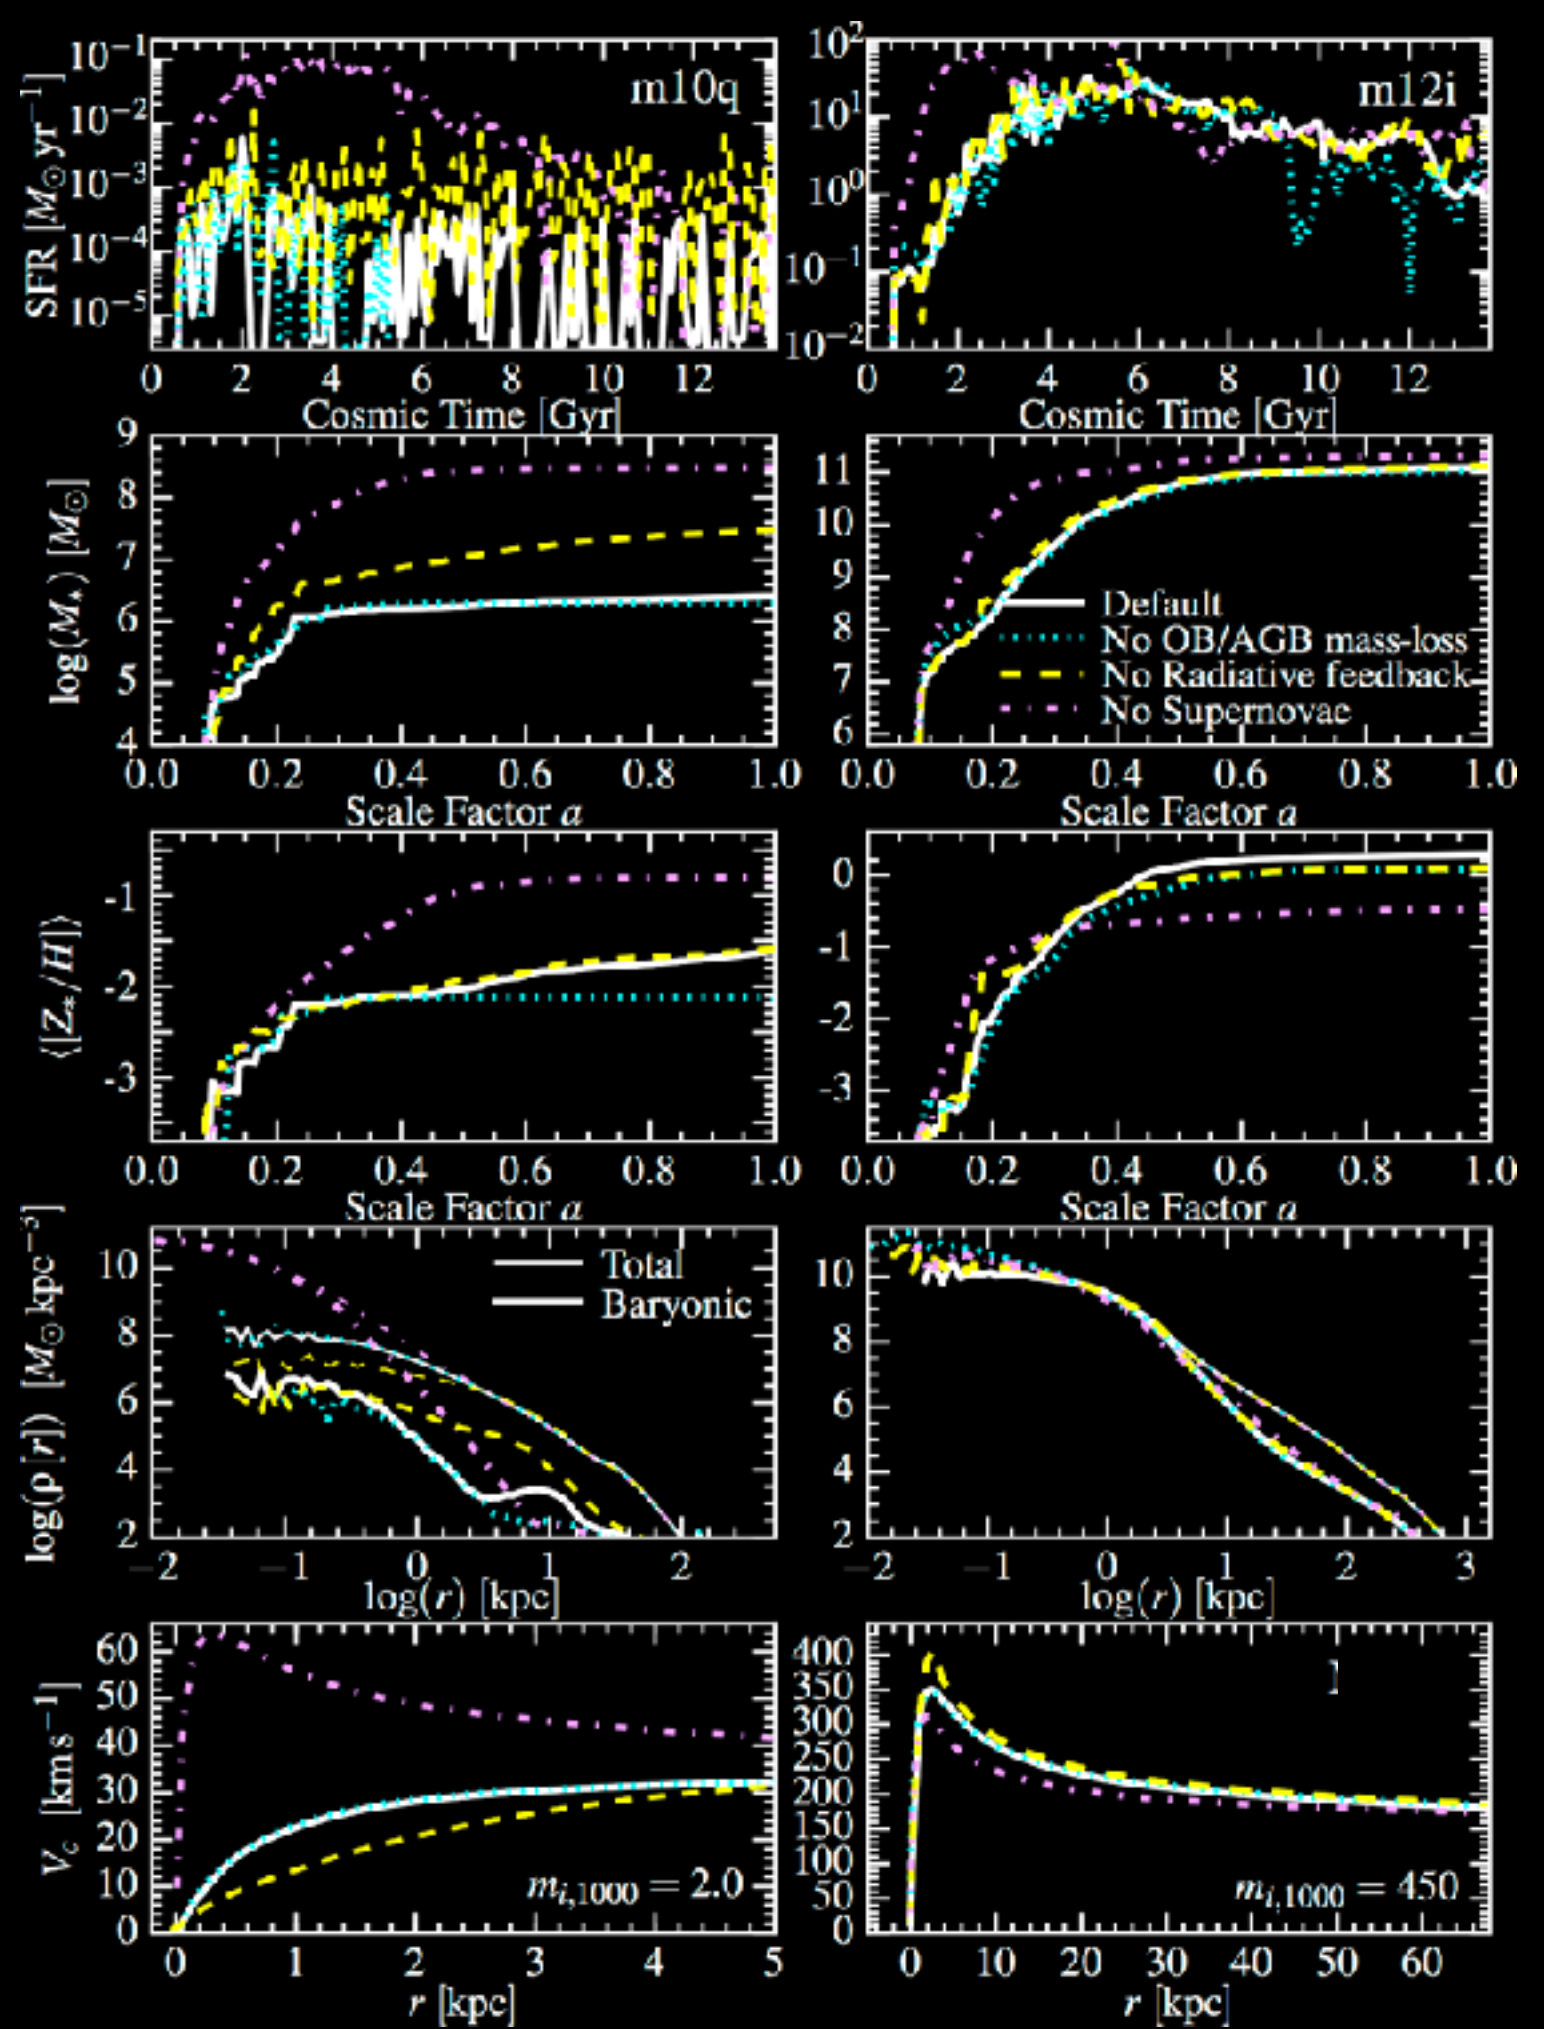 m10q
SFR [M⊙yr⁻¹]
10⁻¹
10⁻²
10⁻³
10⁻⁴
10⁻⁵
0 2 4 6 8 10 12
Cosmic Time [Gyr]
m12i
10²
10¹
10⁰
10⁻¹
10⁻²
0 2 4 6 8 10 12
Cosmic Time [Gyr]
log(M⋆) [M⊙]
9
8
7
6
5
4
0.0 0.2 0.4 0.6 0.8 1.0
Scale Factor a
11
10
9
8
7
6
Default
No OB/AGB mass-loss
No Radiative feedback
No Supernovae
0.0 0.2 0.4 0.6 0.8 1.0
Scale Factor a
⟨[Z*/H]⟩
-1
-2
-3
0.0 0.2 0.4 0.6 0.8 1.0
Scale Factor a
0
-1
-2
-3
0.0 0.2 0.4 0.6 0.8 1.0
Scale Factor a
log(ρ[r]) [M⊙kpc⁻³]
10
8
6
4
2
Total
Baryonic
−2 −1 0 1 2
log(r) [kpc]
10
8
6
4
2
−2 −1 0 1 2 3
log(r) [kpc]
Vc [kms⁻¹]
60
50
40
30
20
10
0
mi,1000 = 2.0
0 1 2 3 4 5
r [kpc]
400
350
300
250
200
150
100
50
0
mi,1000 = 450
0 10 20 30 40 50 60
r [kpc]